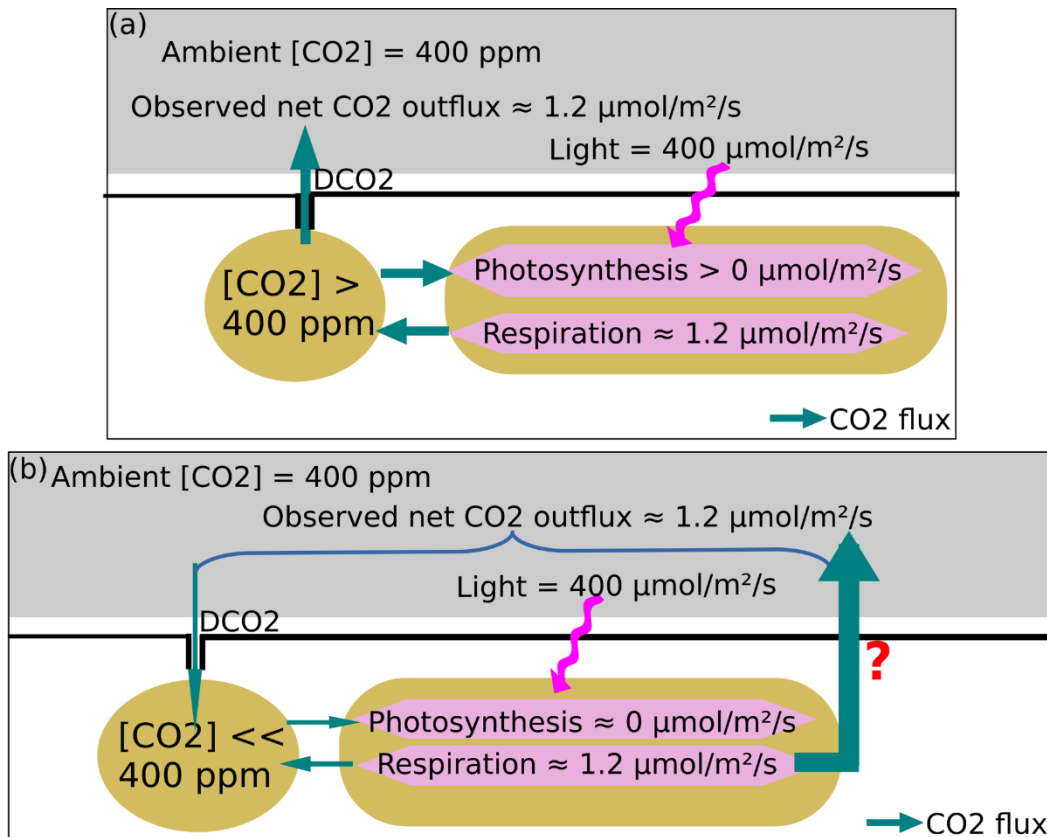 (a)
Ambient [CO2] = 400 ppm
Observed net CO2 outflux ≈ 1.2 μmol/m²/s
Light = 400 μmol/m²/s
DCO2
[CO2] >
400 ppm
Photosynthesis > 0 μmol/m²/s
Respiration ≈ 1.2 μmol/m²/s
CO2 flux
(b)
Ambient [CO2] = 400 ppm
Observed net CO2 outflux ≈ 1.2 μmol/m²/s
Light = 400 μmol/m²/s
DCO2
?
[CO2] <<
400 ppm
Photosynthesis ≈ 0 μmol/m²/s
Respiration ≈ 1.2 μmol/m²/s
CO2 flux